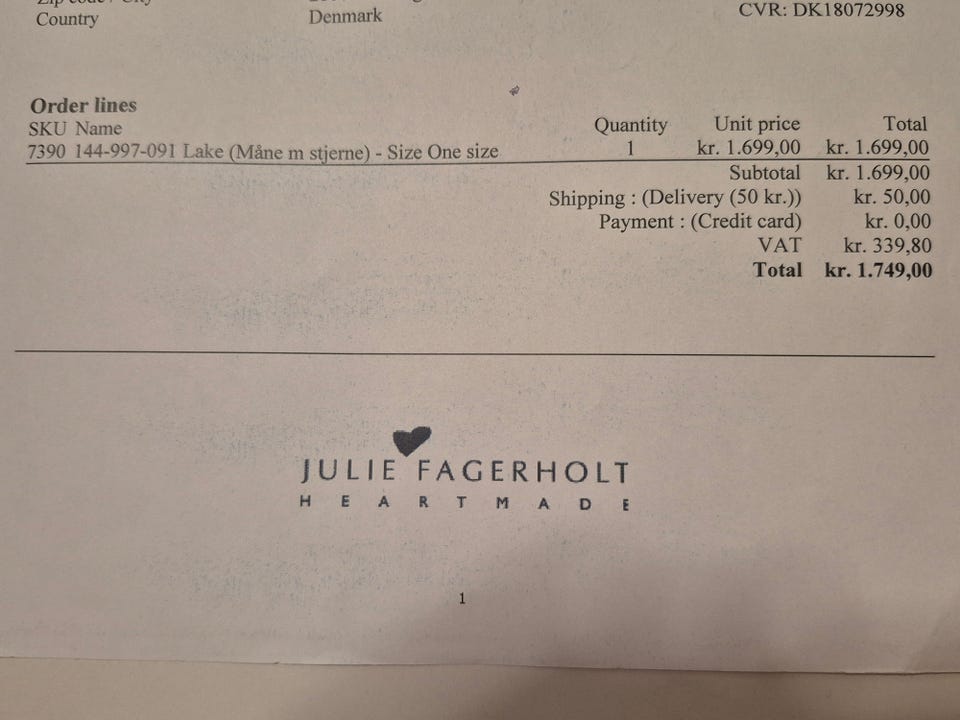 Country
Denmark
CVR: DK18072998
Order lines
SKU Name Quantity Unit price Total
7390 144-997-091 Lake (Måne m stjerne) - Size One size 1 kr. 1.699,00 kr. 1.699,00
Subtotal kr. 1.699,00
Shipping : (Delivery (50 kr.)) kr. 50,00
Payment : (Credit card) kr. 0,00
VAT kr. 339,80
Total kr. 1.749,00
JULIE FAGERHOLT
HEARTMADE
1